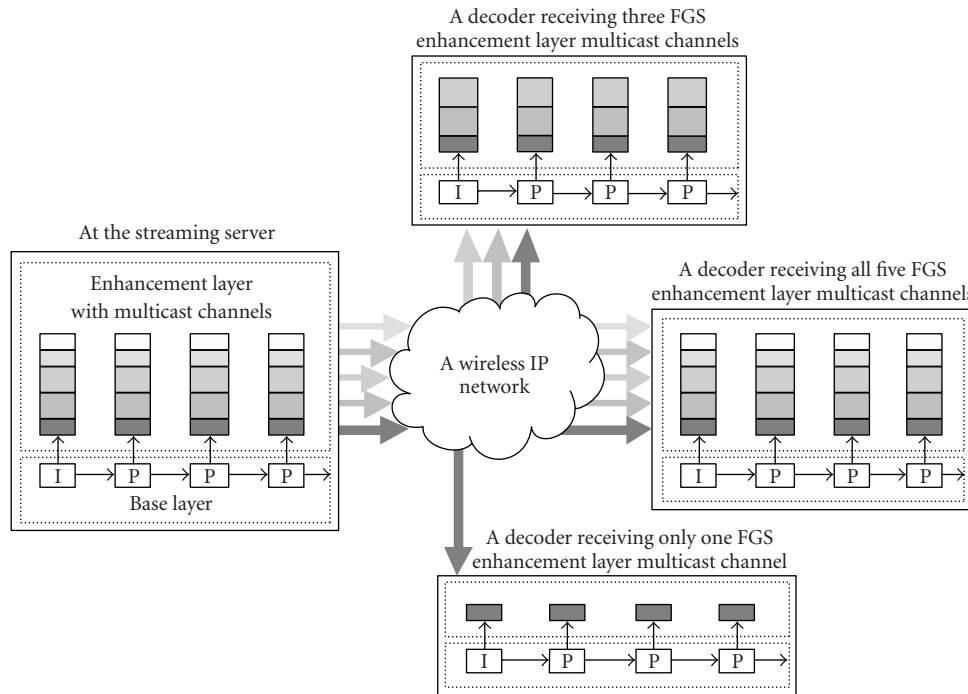 A decoder receiving three FGS
enhancement layer multicast channels
I
P
P
P
At the streaming server
Enhancement layer
with multicast channels
I
P
P
P
Base layer
A wireless IP
network
A decoder receiving all five FGS
enhancement layer multicast channels
I
P
P
P
A decoder receiving only one FGS
enhancement layer multicast channel
I
P
P
P